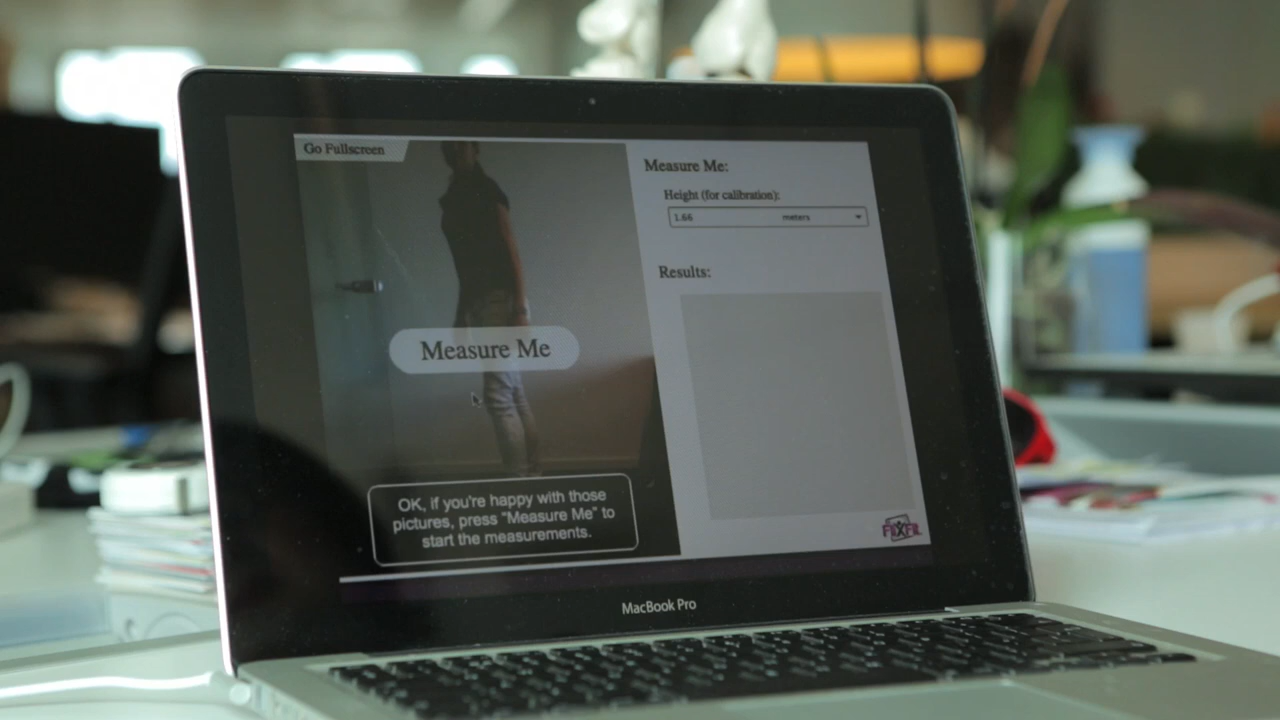 Go Fullscreen
Measure Me:
Height (for calibration):
1.66 meters
Results:
Measure Me
OK, if you're happy with those
pictures, press "Measure Me" to
start the measurements.
MacBook Pro